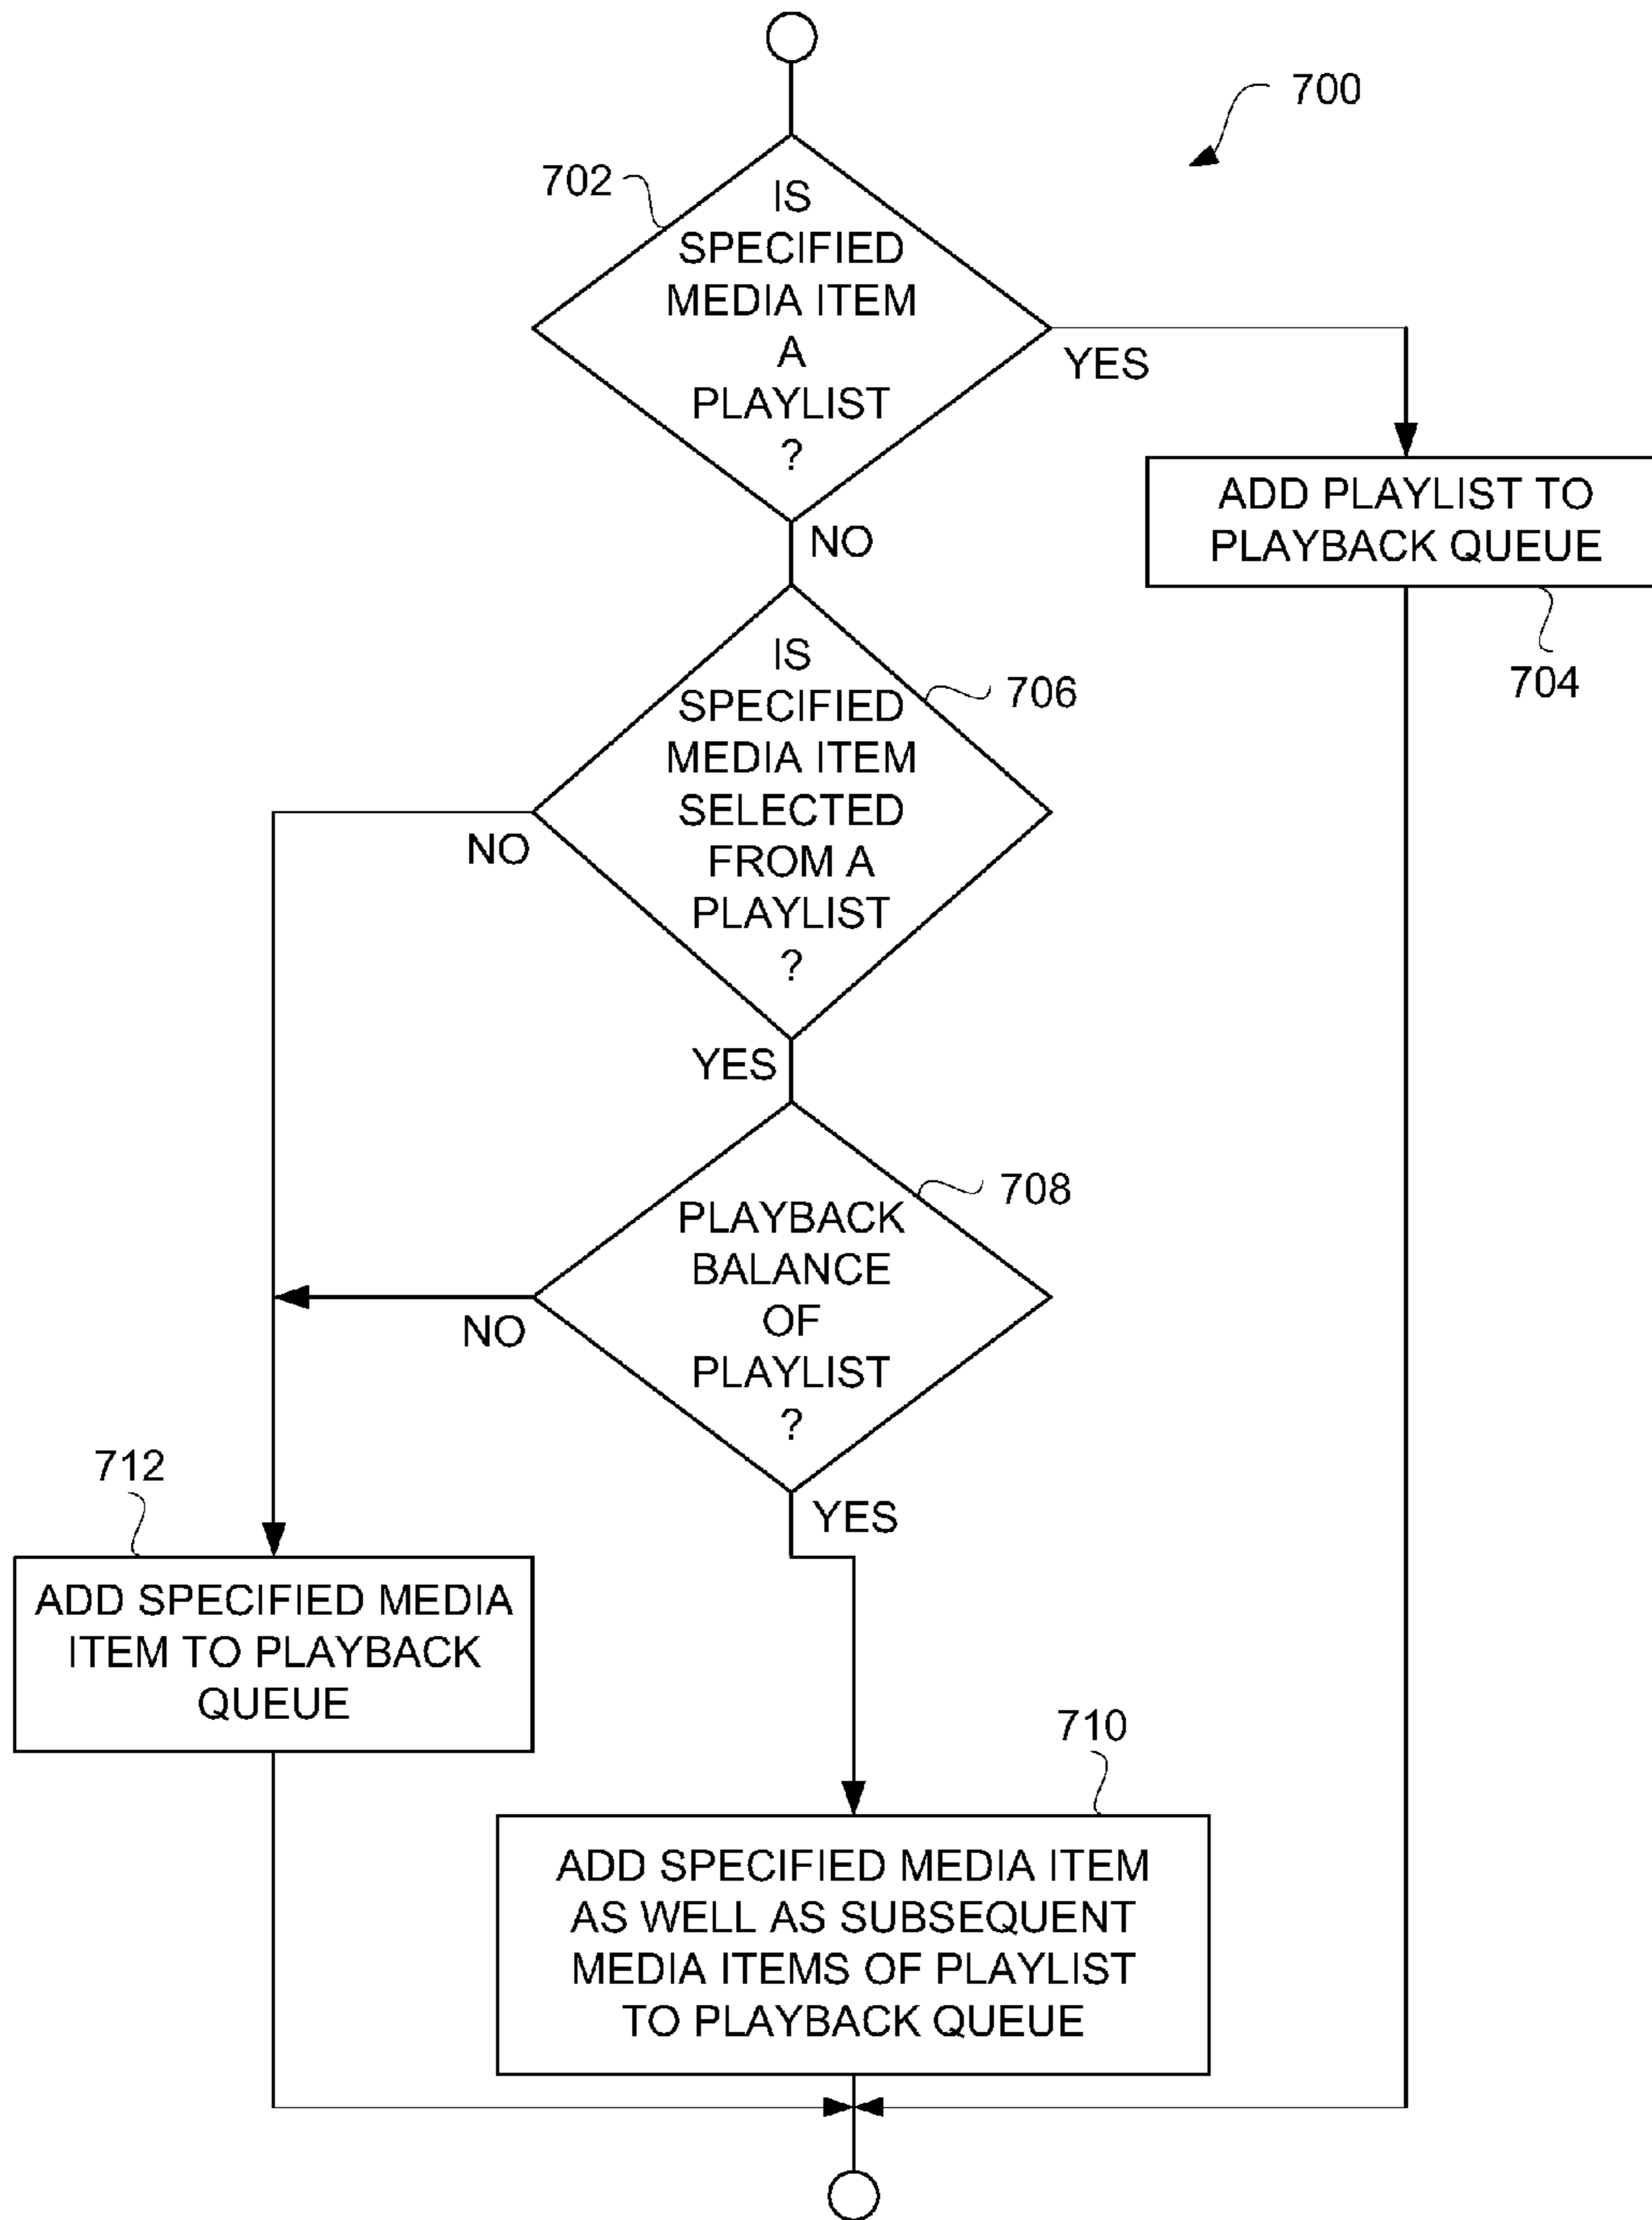 700
702
IS
SPECIFIED
MEDIA ITEM
A
PLAYLIST
?
YES
NO
ADD PLAYLIST TO
PLAYBACK QUEUE
704
IS
SPECIFIED
MEDIA ITEM
SELECTED
FROM A
PLAYLIST
?
706
NO
YES
PLAYBACK
BALANCE
OF
PLAYLIST
?
708
NO
YES
712
ADD SPECIFIED MEDIA
ITEM TO PLAYBACK
QUEUE
710
ADD SPECIFIED MEDIA ITEM
AS WELL AS SUBSEQUENT
MEDIA ITEMS OF PLAYLIST
TO PLAYBACK QUEUE